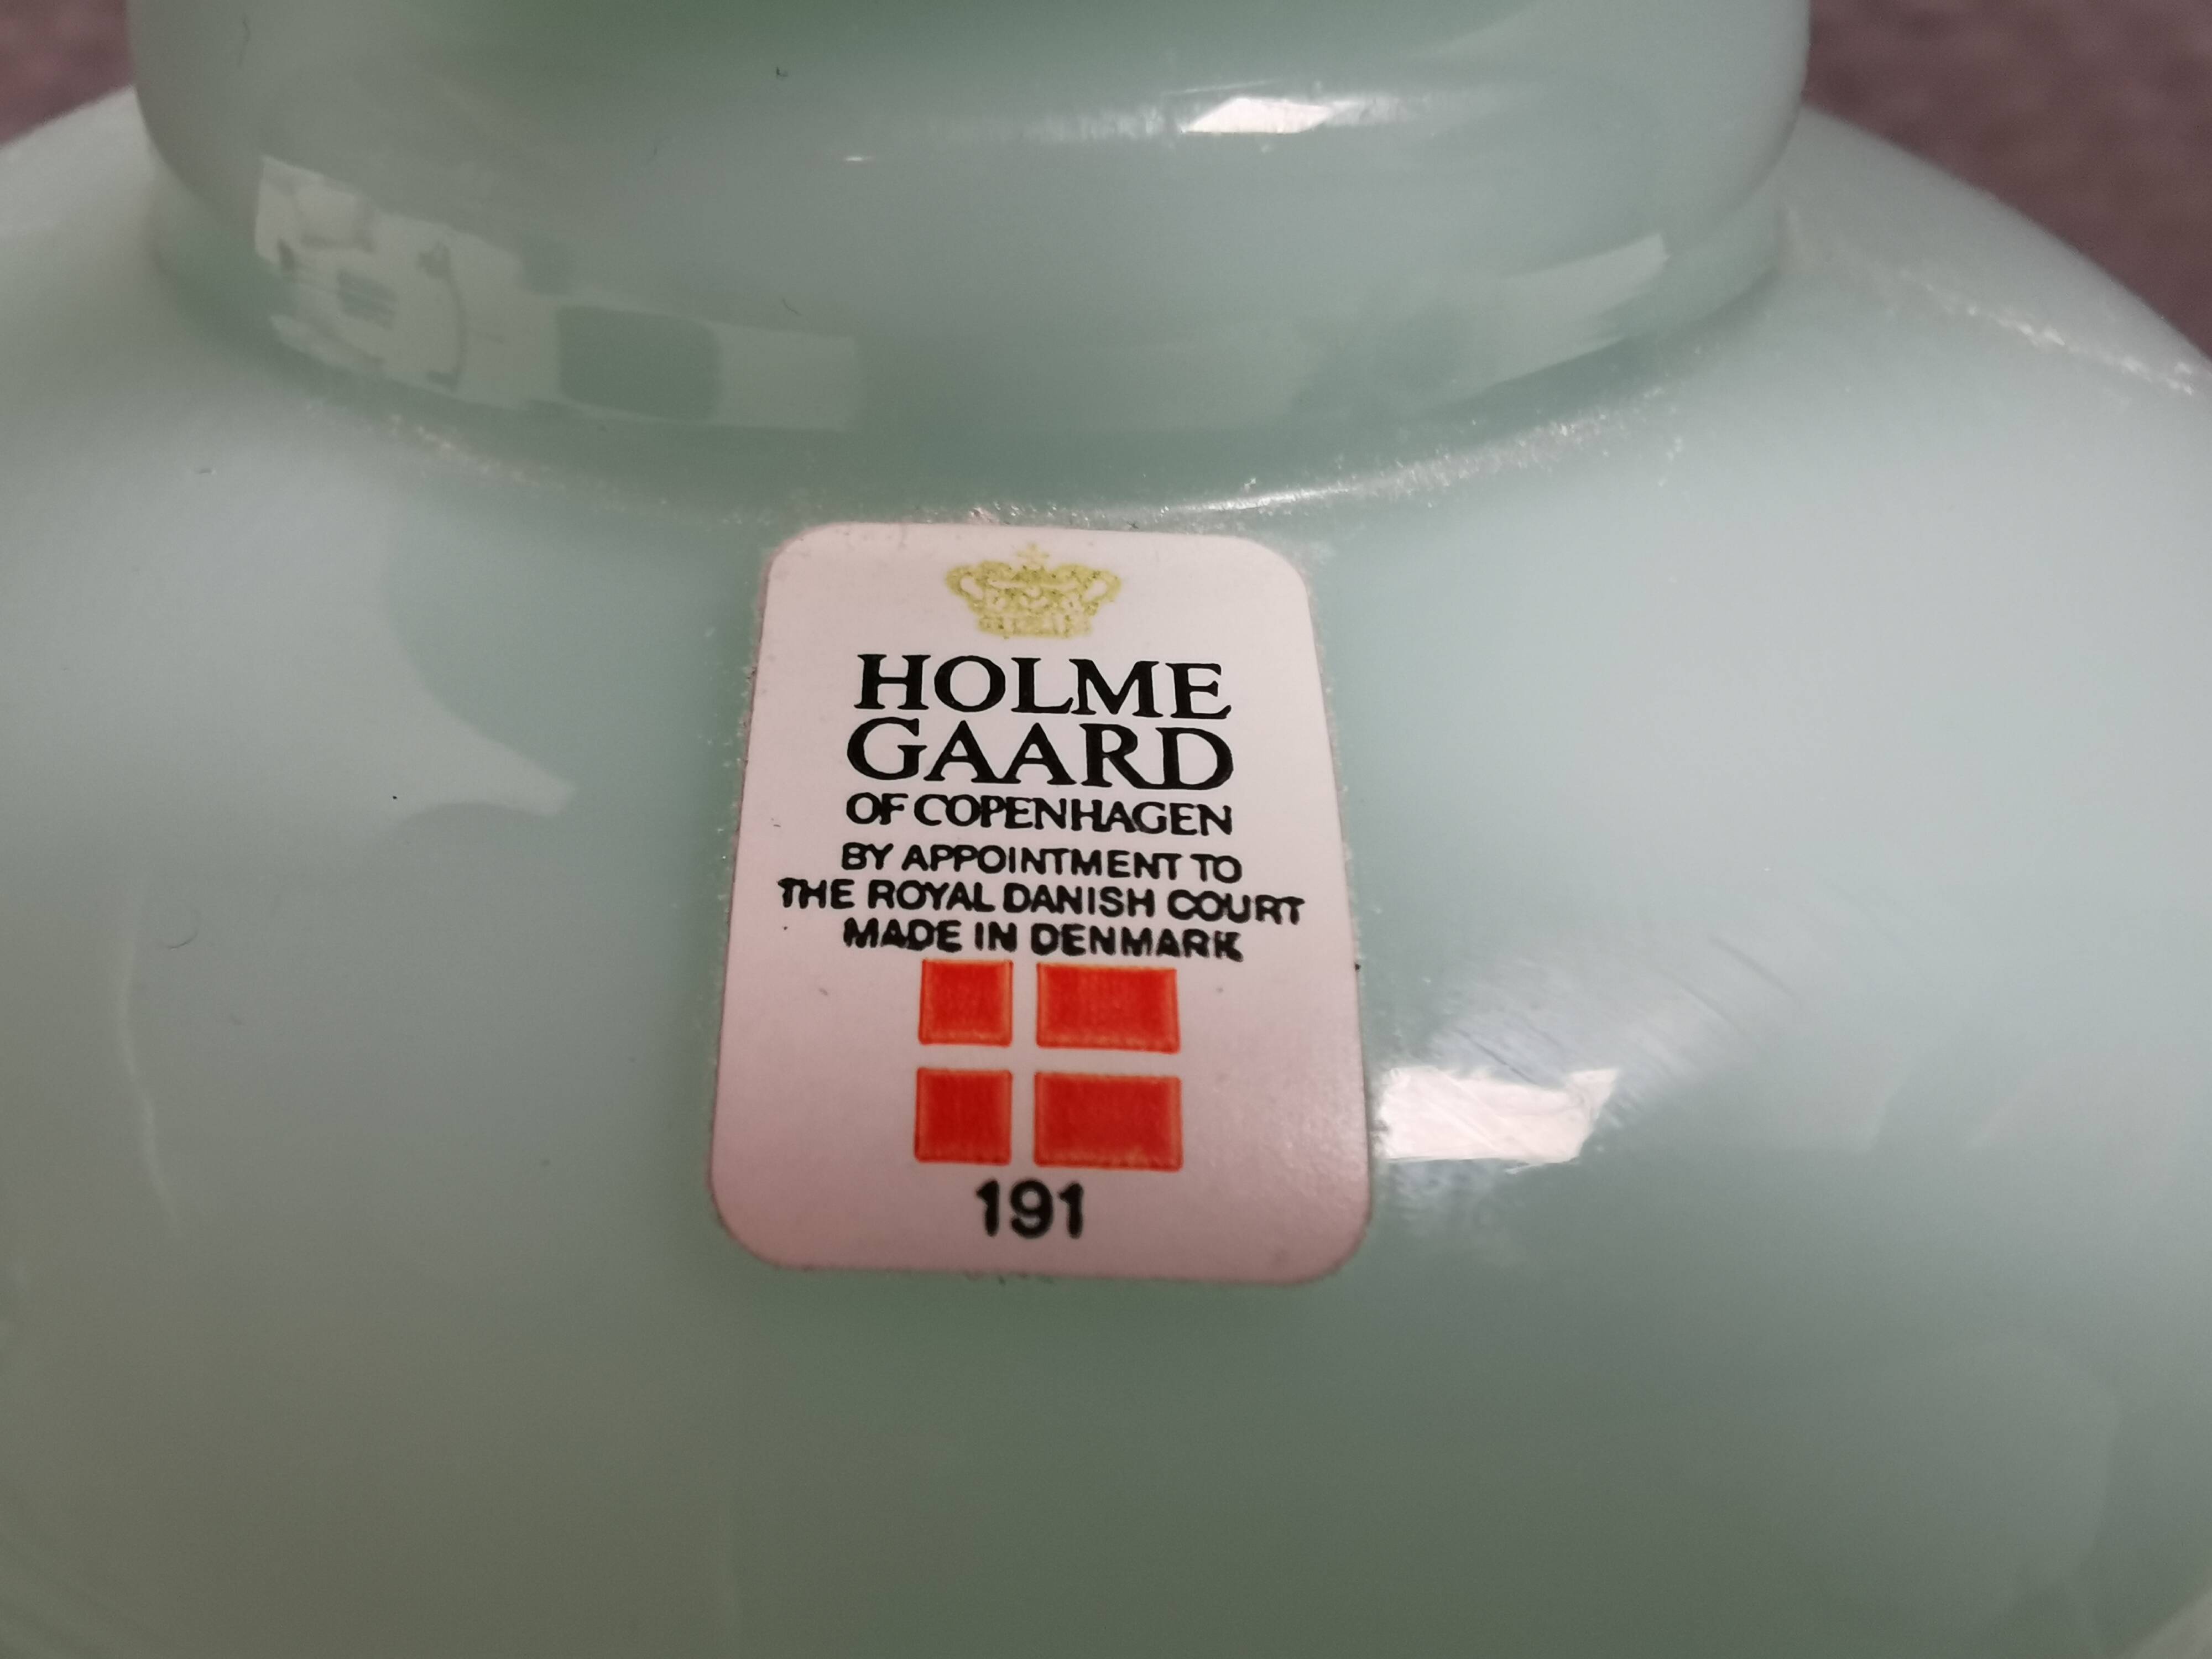 HOLME
GAARD
OF COPENHAGEN
BY APPOINTMENT TO
THE ROYAL DANISH COURT
MADE IN DENMARK
191